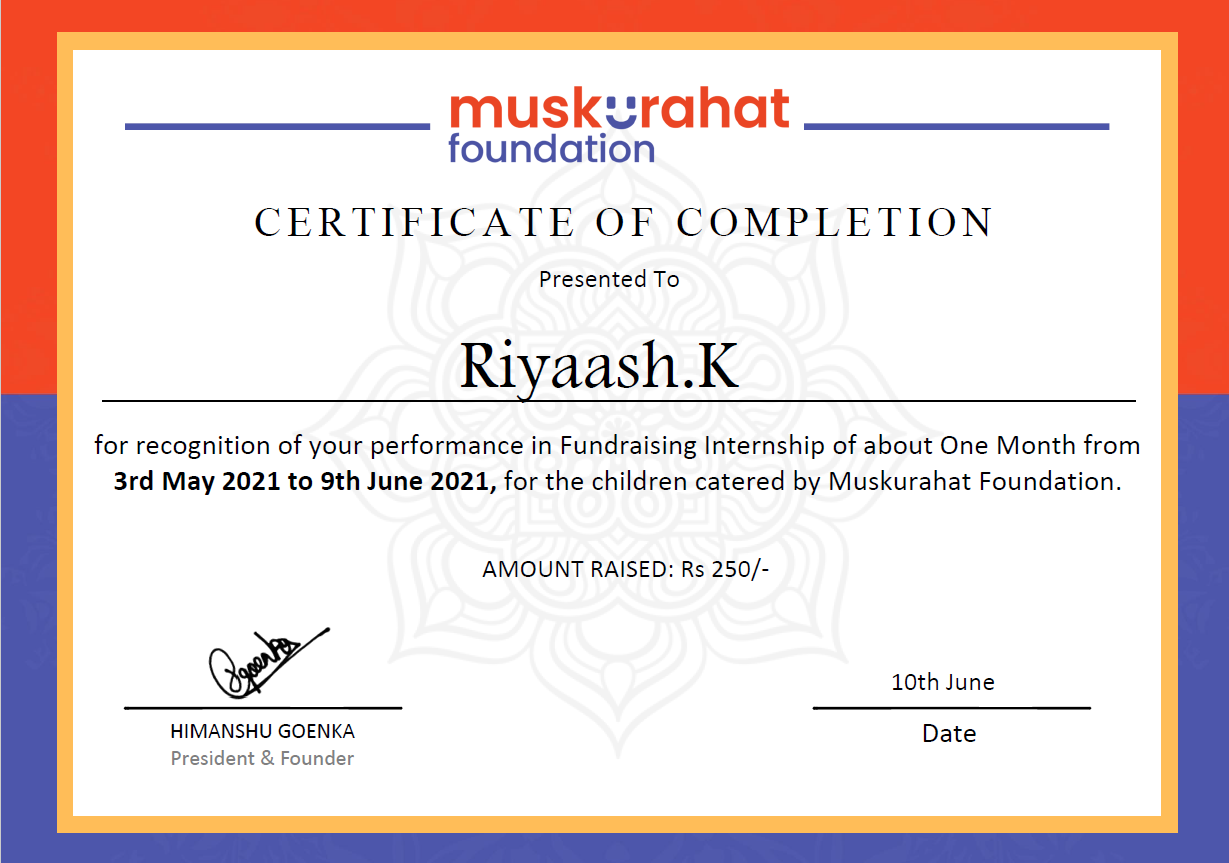 muskurahat
foundation
CERTIFICATE OF COMPLETION
Presented To
Riyaash.K
for recognition of your performance in Fundraising Internship of about One Month from
3rd May 2021 to 9th June 2021, for the children catered by Muskurahat Foundation.
AMOUNT RAISED: Rs 250/-
Goenka
HIMANSHU GOENKA
President & Founder
10th June
Date